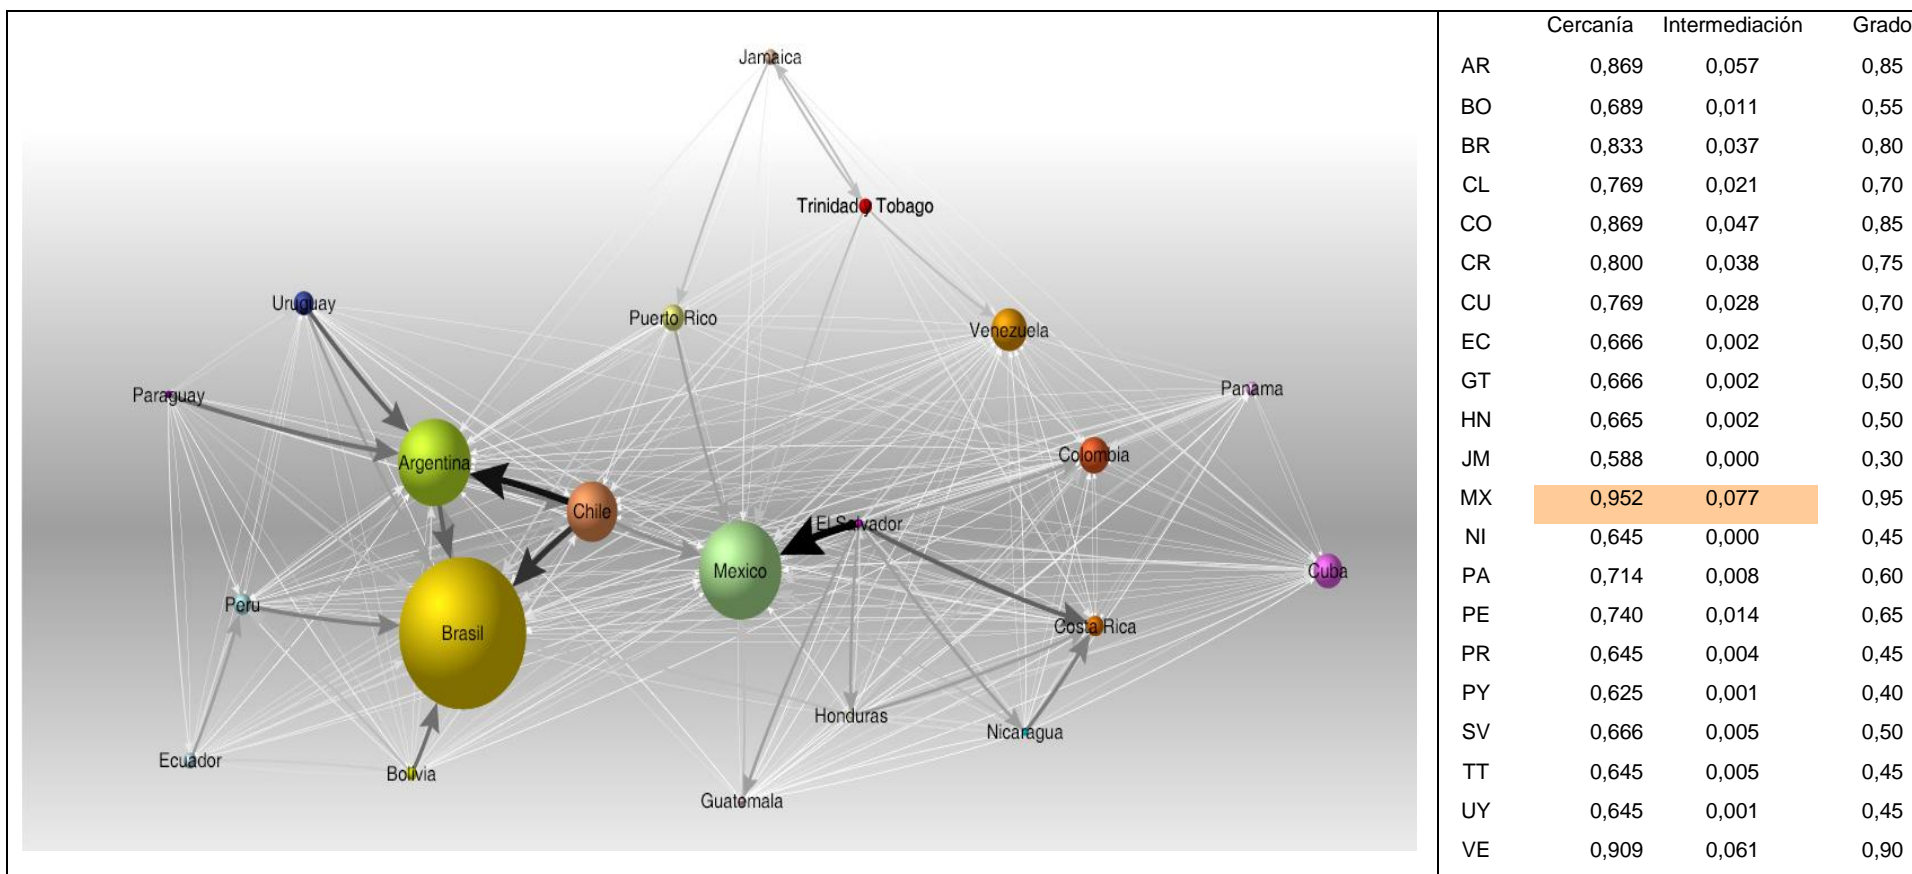 Jamaica
Trinidad y Tobago
Uruguay
Puerto Rico
Venezuela
Paraguay
Panama
Argentina
Colombia
Chile
El Salvador
Mexico
Cuba
Peru
Brasil
Costa Rica
Honduras
Nicaragua
Ecuador
Bolivia
Guatemala
Cercanía Intermediación Grado
AR 0,869 0,057 0,85
BO 0,689 0,011 0,55
BR 0,833 0,037 0,80
CL 0,769 0,021 0,70
CO 0,869 0,047 0,85
CR 0,800 0,038 0,75
CU 0,769 0,028 0,70
EC 0,666 0,002 0,50
GT 0,666 0,002 0,50
HN 0,665 0,002 0,50
JM 0,588 0,000 0,30
MX 0,952 0,077 0,95
NI 0,645 0,000 0,45
PA 0,714 0,008 0,60
PE 0,740 0,014 0,65
PR 0,645 0,004 0,45
PY 0,625 0,001 0,40
SV 0,666 0,005 0,50
TT 0,645 0,005 0,45
UY 0,645 0,001 0,45
VE 0,909 0,061 0,90